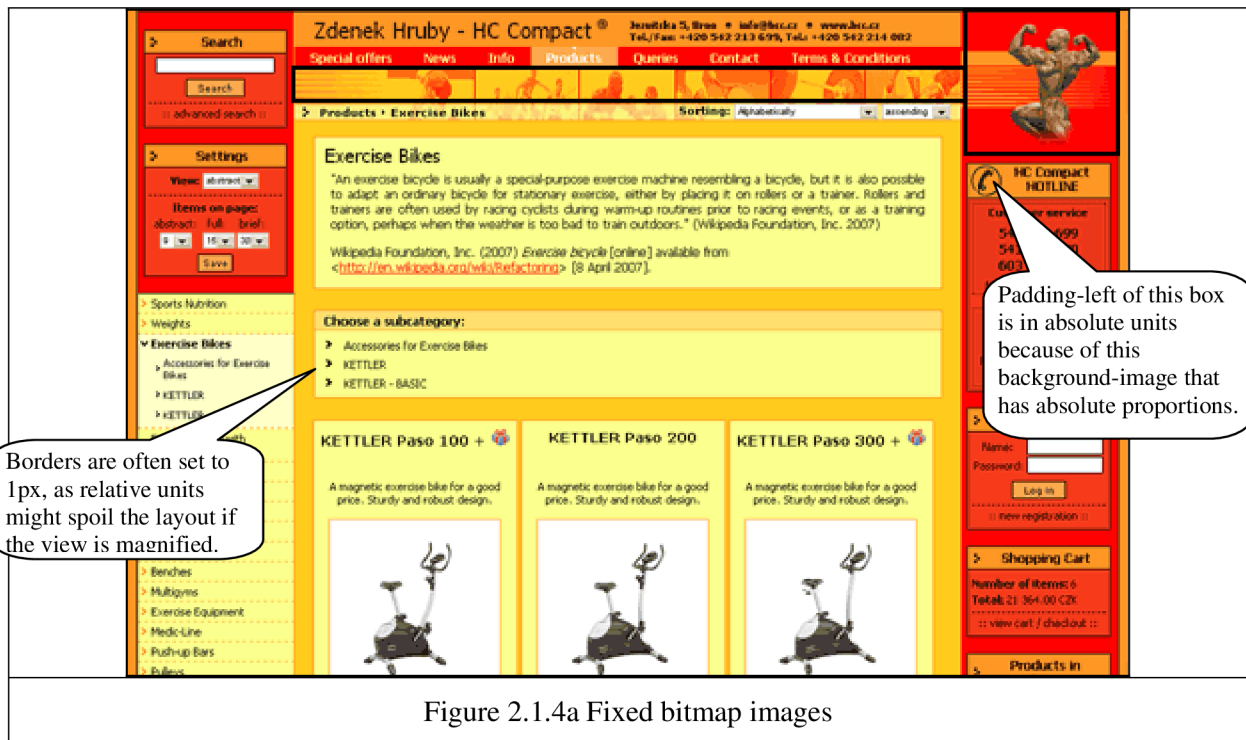 Search
Search
:: advanced search ::
Settings
View: abstract
Items on page:
abstract: full: brief:
9 15 30
Save
Sports Nutrition
Weights
Exercise Bikes
Accessories for Exercise
Bikes
KETTLER
KETTLER
Borders are often set to
1px, as relative units
might spoil the layout if
the view is magnified.
Benches
Multigyms
Exercise Equipment
Medic-Line
Push-up Bars
Pulleys
Zdenek Hruby - HC Compact ®
Jezuitska 5, Brno • info@hcc.cz • www.hcc.cz
Tel./Fax: +420 542 213 699, Tel.: +420 542 214 002
Special offers News Info Products Queries Contact Terms & Conditions
Products • Exercise Bikes Sorting: Alphabetically ascending
Exercise Bikes
"An exercise bicycle is usually a special-purpose exercise machine resembling a bicycle, but it is also possible
to adapt an ordinary bicycle for stationary exercise, either by placing it on rollers or a trainer. Rollers and
trainers are often used by racing cyclists during warm-up routines prior to racing events, or as a training
option, perhaps when the weather is too bad to train outdoors." (Wikipedia Foundation, Inc. 2007)
Wikipedia Foundation, Inc. (2007) Exercise bicycle [online] available from
<http://en.wikipedia.org/wiki/Refactoring> [8 April 2007].
Choose a subcategory:
Accessories for Exercise Bikes
KETTLER
KETTLER - BASIC
KETTLER Paso 100 +
A magnetic exercise bike for a good
price. Sturdy and robust design.
KETTLER Paso 200
A magnetic exercise bike for a good
price. Sturdy and robust design.
KETTLER Paso 300 +
A magnetic exercise bike for a good
price. Sturdy and robust design.
HC Compact
HOTLINE
service
699
603
Padding-left of this box
is in absolute units
because of this
background-image that
has absolute proportions.
Name:
Password:
Log in
:: new registration ::
Shopping Cart
Number of items: 6
Total: 21 364.00 CZK
:: view cart / checkout ::
Products in
Figure 2.1.4a Fixed bitmap images